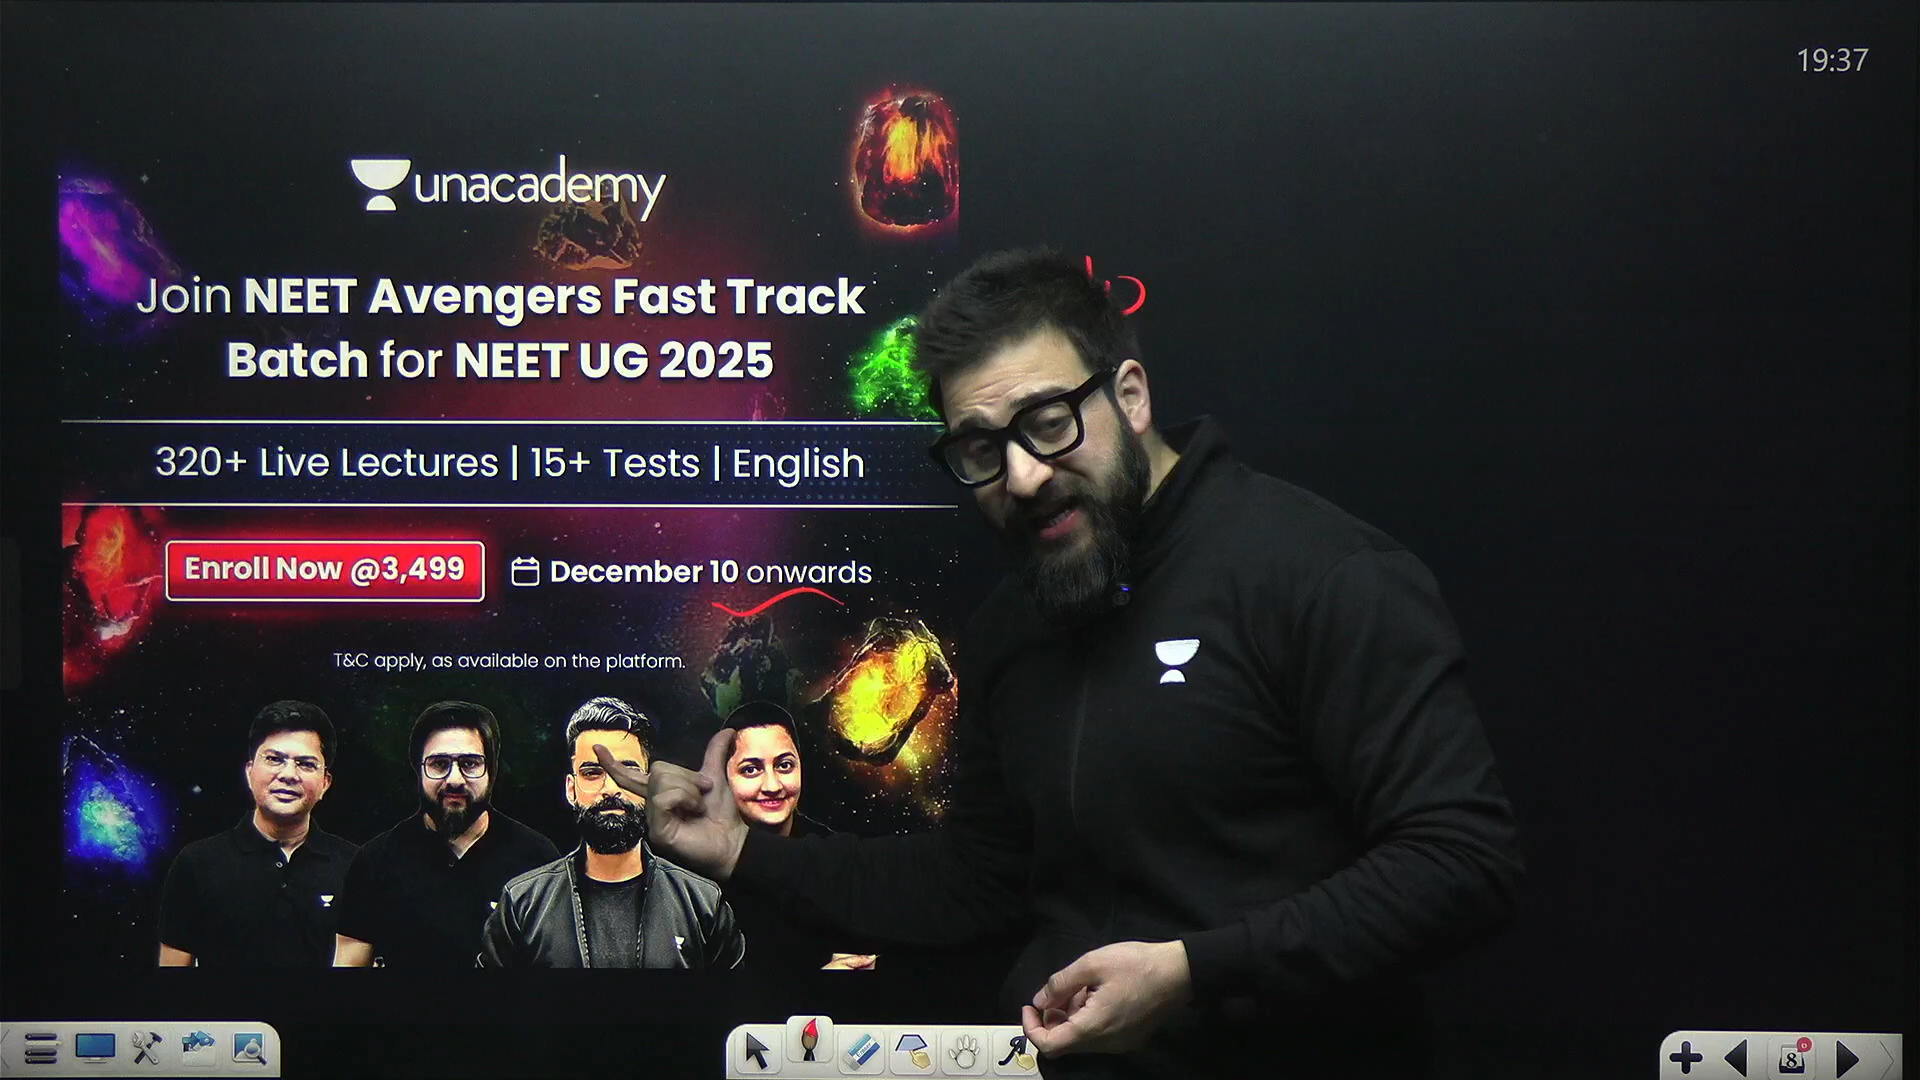 19:37
unacademy
Join NEET Avengers Fast Track
Batch for NEET UG 2025
320+ Live Lectures | 15+ Tests | English
Enroll Now @3,499
December 10 onwards
T&C apply, as available on the platform.
8